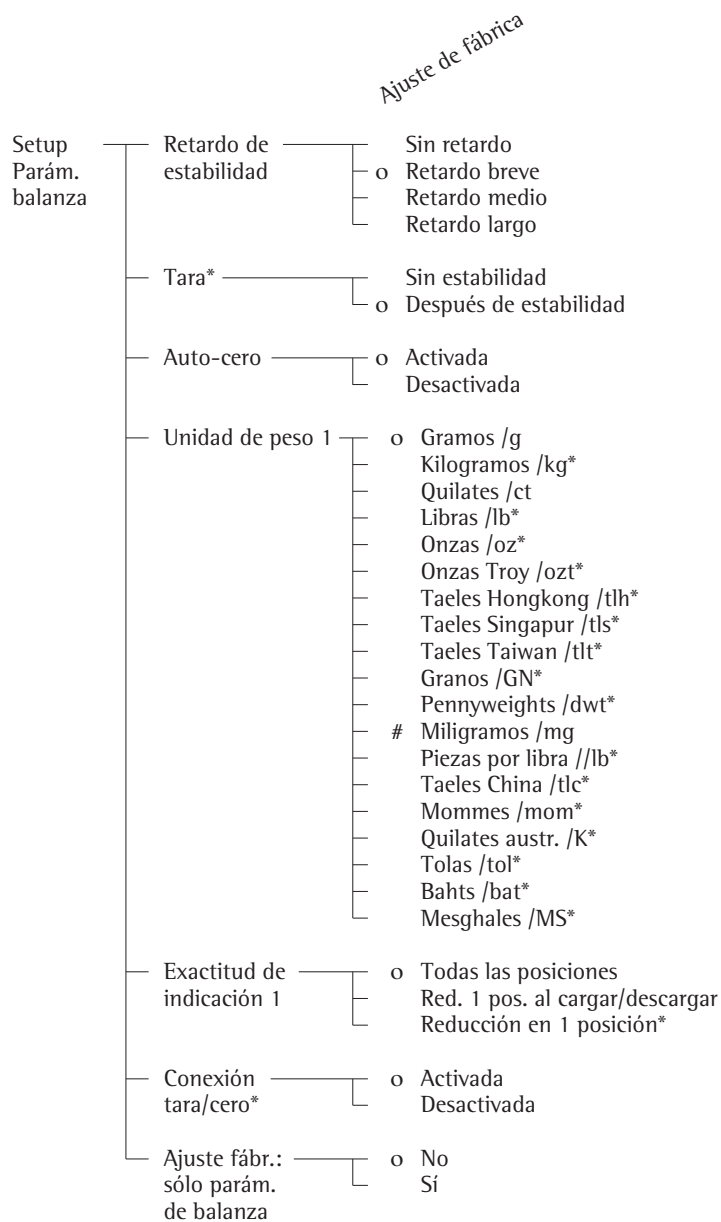 Ajuste de fábrica
Setup
Parám.
balanza
Retardo de
estabilidad
Sin retardo
o Retardo breve
Retardo medio
Retardo largo
Tara*
Sin estabilidad
o Después de estabilidad
Auto-cero
o Activada
Desactivada
Unidad de peso 1
o Gramos /g
Kilogramos /kg*
Quilates /ct
Libras /lb*
Onzas /oz*
Onzas Troy /ozt*
Taeles Hongkong /tlh*
Taeles Singapur /tls*
Taeles Taiwan /tlt*
Granos /GN*
Pennyweights /dwt*
# Miligramos /mg
Piezas por libra //lb*
Taeles China /tlc*
Mommes /mom*
Quilates austr. /K*
Tolas /tol*
Bahts /bat*
Mesghales /MS*
Exactitud de
indicación 1
o Todas las posiciones
Red. 1 pos. al cargar/descargar
Reducción en 1 posición*
Conexión
tara/cero*
o Activada
Desactivada
Ajuste fábr.:
sólo parám.
de balanza
o No
Sí